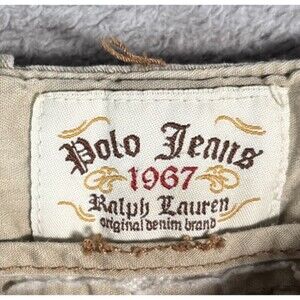 Polo Jeans
1967
Ralph Lauren
original denim brand